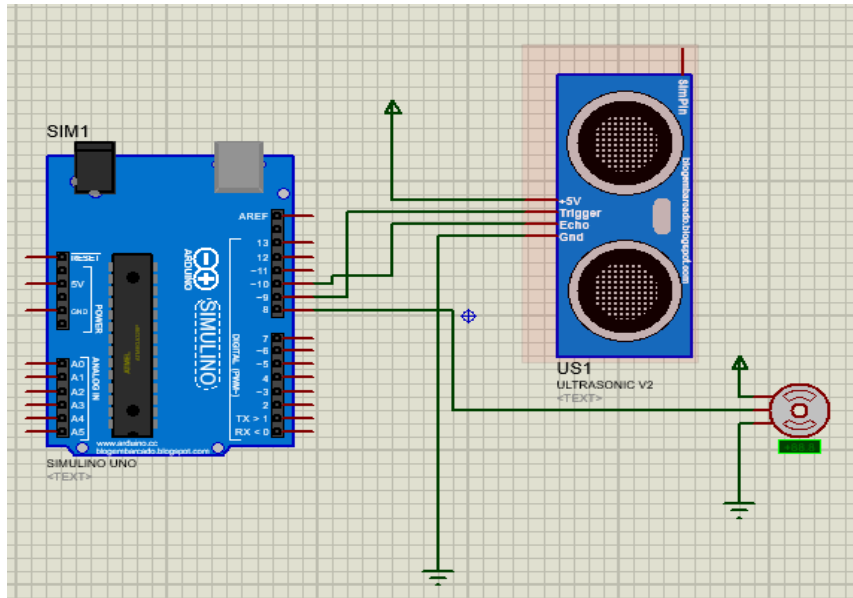 SIM1
AREF
13
12
~11
~10
~9
8
7
~6
~5
4
~3
2
TX > 1
RX < 0
RESET
5V
GND
POWER
A0
A1
A2
A3
A4
A5
ANALOG IN
ARDUINO
SIMULINO
DIGITAL (PWM~)
ATMEL
www.arduino.cc
blogembarcado.blogspot.com
SIMULINO UNO
<TEXT>
SimPin
blogembarcado.blogspot.com
+5V
Trigger
Echo
Gnd
US1
ULTRASONIC V2
<TEXT>